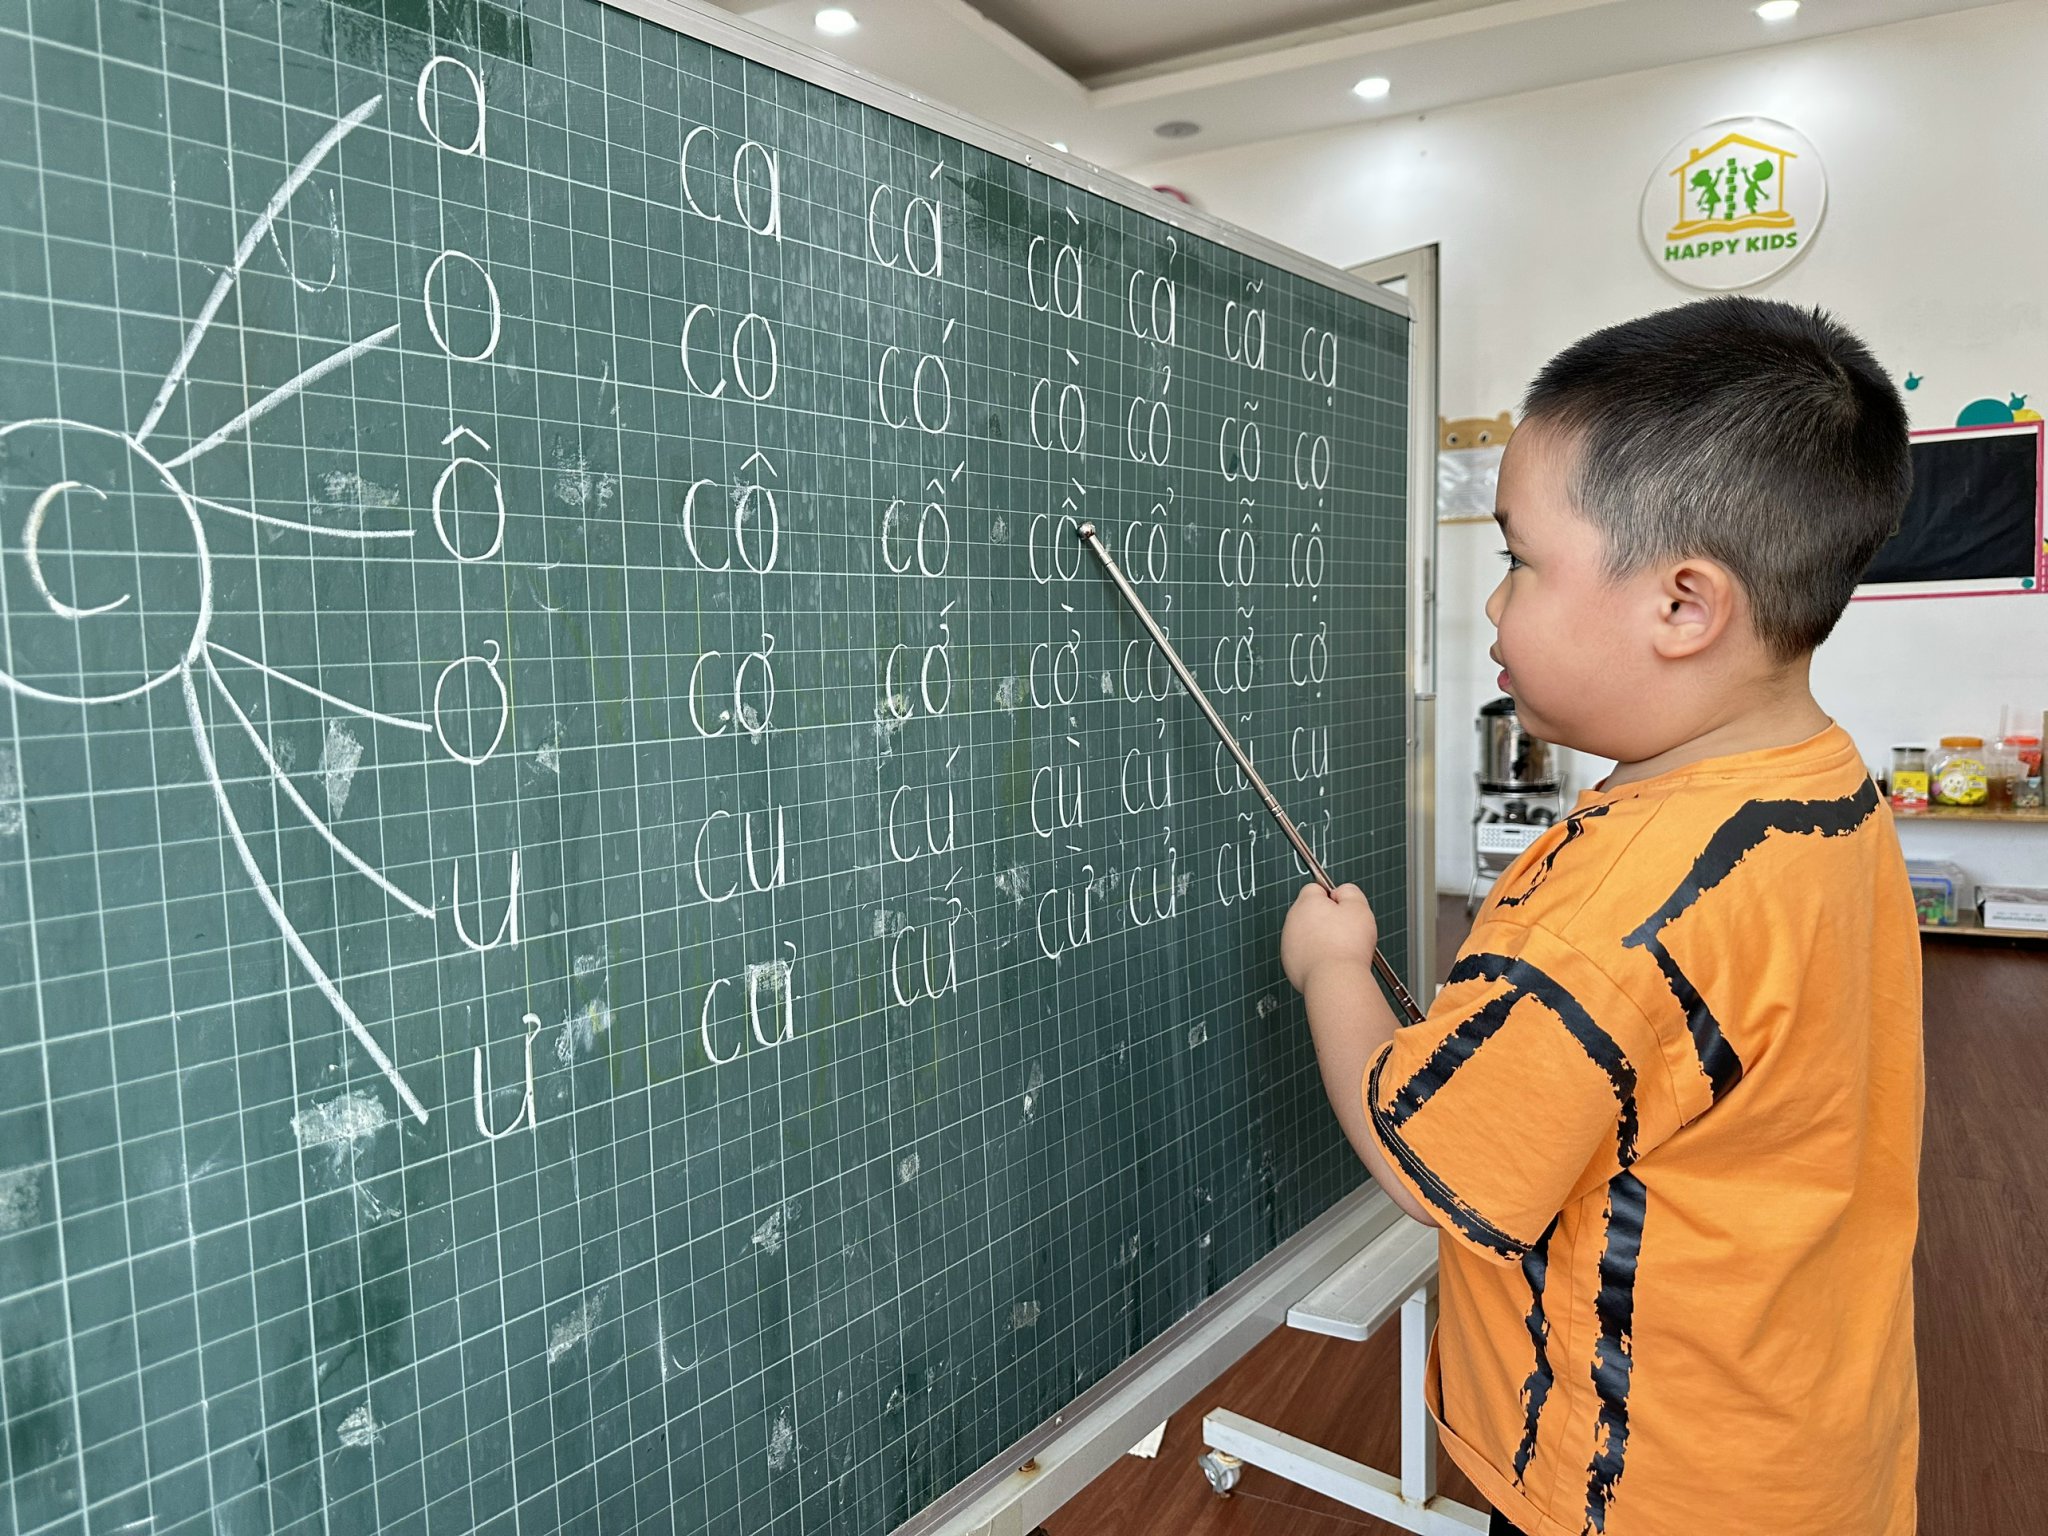 c
a ca cá cà cả cã cạ
o co có cò cỏ cõ cọ
ô cô cố cồ cổ cỗ cộ
ơ cơ cớ cờ cở cỡ cợ
u cu cú cù củ cũ cụ
ư cư cứ cừ cử cữ
HAPPY KIDS